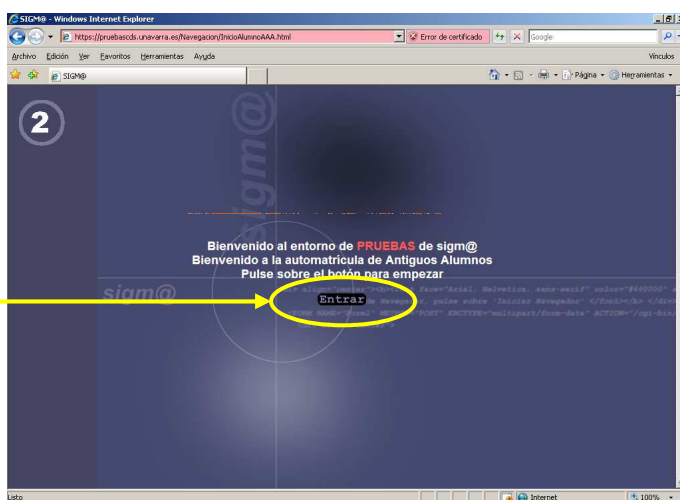 SIGM@ - Windows Internet Explorer
https://pruebascds.unavarra.es/Navegacion/InicioAlumnoAAA.html
Error de certificado
Google
Archivo Edición Ver Favoritos Herramientas Ayuda
Vínculos
SIGM@
Página
Herramientas
2
sigm@
Bienvenido al entorno de PRUEBAS de sigm@
Bienvenido a la automatrícula de Antiguos Alumnos
Pulse sobre el botón para empezar
sigm@
Entrar
Listo
Internet
100%